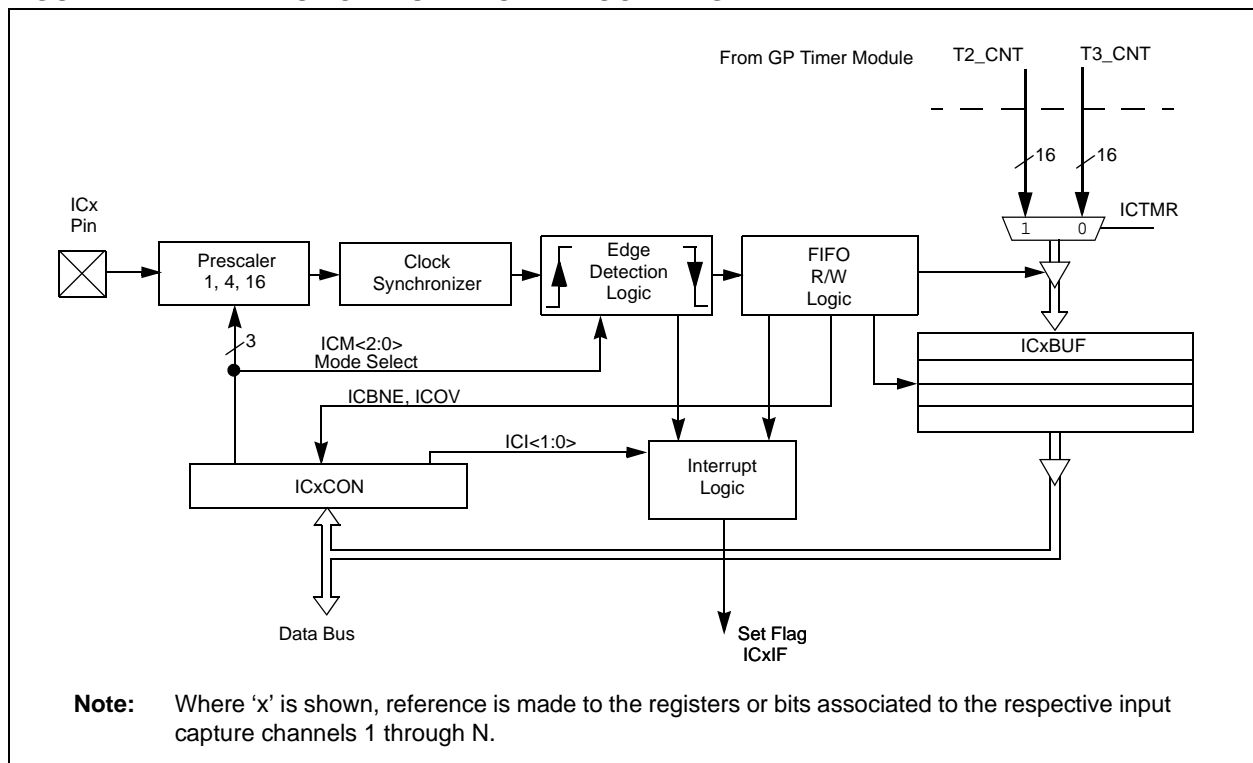 From GP Timer Module
T2_CNT
T3_CNT
16
16
ICx
Pin
1
0
ICTMR
Prescaler
1, 4, 16
Clock
Synchronizer
Edge
Detection
Logic
FIFO
R/W
Logic
3
ICM<2:0>
Mode Select
ICxBUF
ICBNE, ICOV
ICI<1:0>
ICxCON
Interrupt
Logic
Data Bus
Set Flag
ICxIF
Note: Where ‘x’ is shown, reference is made to the registers or bits associated to the respective input
capture channels 1 through N.